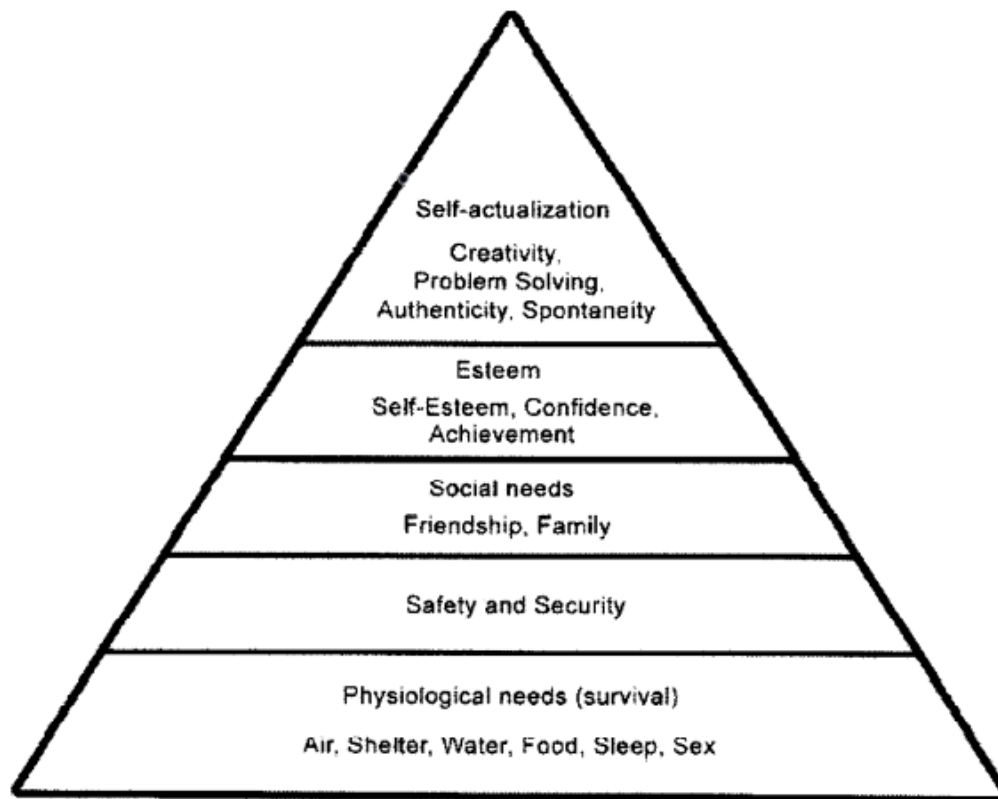 Self-actualization
Creativity,
Problem Solving,
Authenticity, Spontaneity
Esteem
Self-Esteem, Confidence,
Achievement
Social needs
Friendship, Family
Safety and Security
Physiological needs (survival)
Air, Shelter, Water, Food, Sleep, Sex